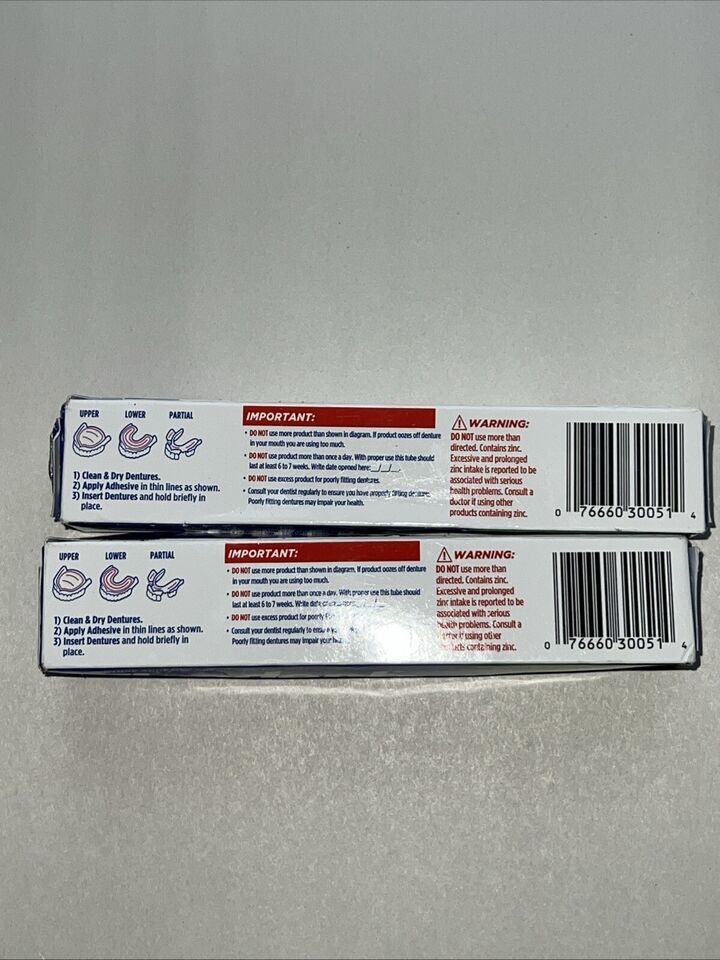 UPPER LOWER PARTIAL
1) Clean & Dry Dentures.
2) Apply Adhesive in thin lines as shown.
3) Insert Dentures and hold briefly in
place.
IMPORTANT:
• DO NOT use more product than shown in diagram. If product oozes off denture
in your mouth you are using too much.
• DO NOT use product more than once a day. With proper use this tube should
last at least 6 to 7 weeks. Write date opened here: __/__/__.
• DO NOT use excess product for poorly fitting dentures.
• Consult your dentist regularly to ensure you have properly fitting denture.
Poorly fitting dentures may impair your health.
⚠ WARNING:
DO NOT use more than
directed. Contains zinc.
Excessive and prolonged
zinc intake is reported to be
associated with serious
health problems. Consult a
doctor if using other
products containing zinc.
0 76660 30051 4
UPPER LOWER PARTIAL
1) Clean & Dry Dentures.
2) Apply Adhesive in thin lines as shown.
3) Insert Dentures and hold briefly in
place.
IMPORTANT:
• DO NOT use more product than shown in diagram. If product oozes off denture
in your mouth you are using too much.
• DO NOT use product more than once a day. With proper use this tube should
last at least 6 to 7 weeks. Write date
• DO NOT use excess product for poorly
• Consult your dentist regularly to ensure
Poorly fitting dentures may impair your
⚠ WARNING:
DO NOT use more than
directed. Contains zinc.
Excessive and prolonged
zinc intake is reported to be
associated with serious
health problems. Consult a
if using other
containing zinc.
0 76660 30051 4